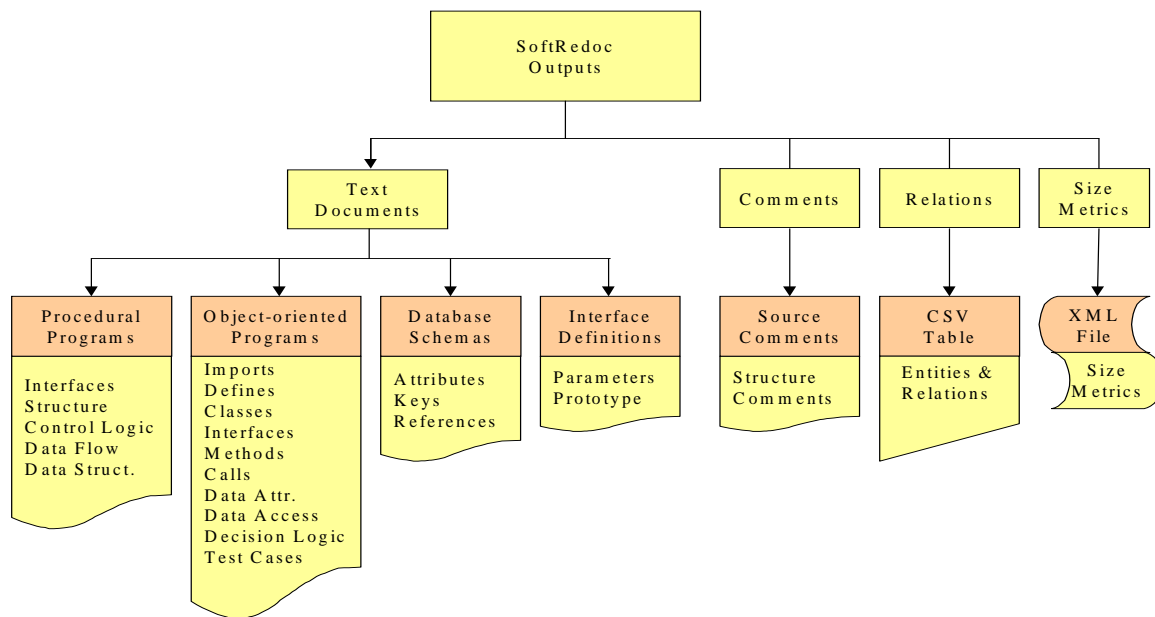 SoftRedoc
Outputs
Text
Documents
Comments
Relations
Size
Metrics
Procedural
Programs
Interfaces
Structure
Control Logic
Data Flow
Data Struct.
Object-oriented
Programs
Imports
Defines
Classes
Interfaces
Methods
Calls
Data Attr.
Data Access
Decision Logic
Test Cases
Database
Schemas
Attributes
Keys
References
Interface
Definitions
Parameters
Prototype
Source
Comments
Structure
Comments
CSV
Table
Entities &
Relations
XML
File
Size
Metrics